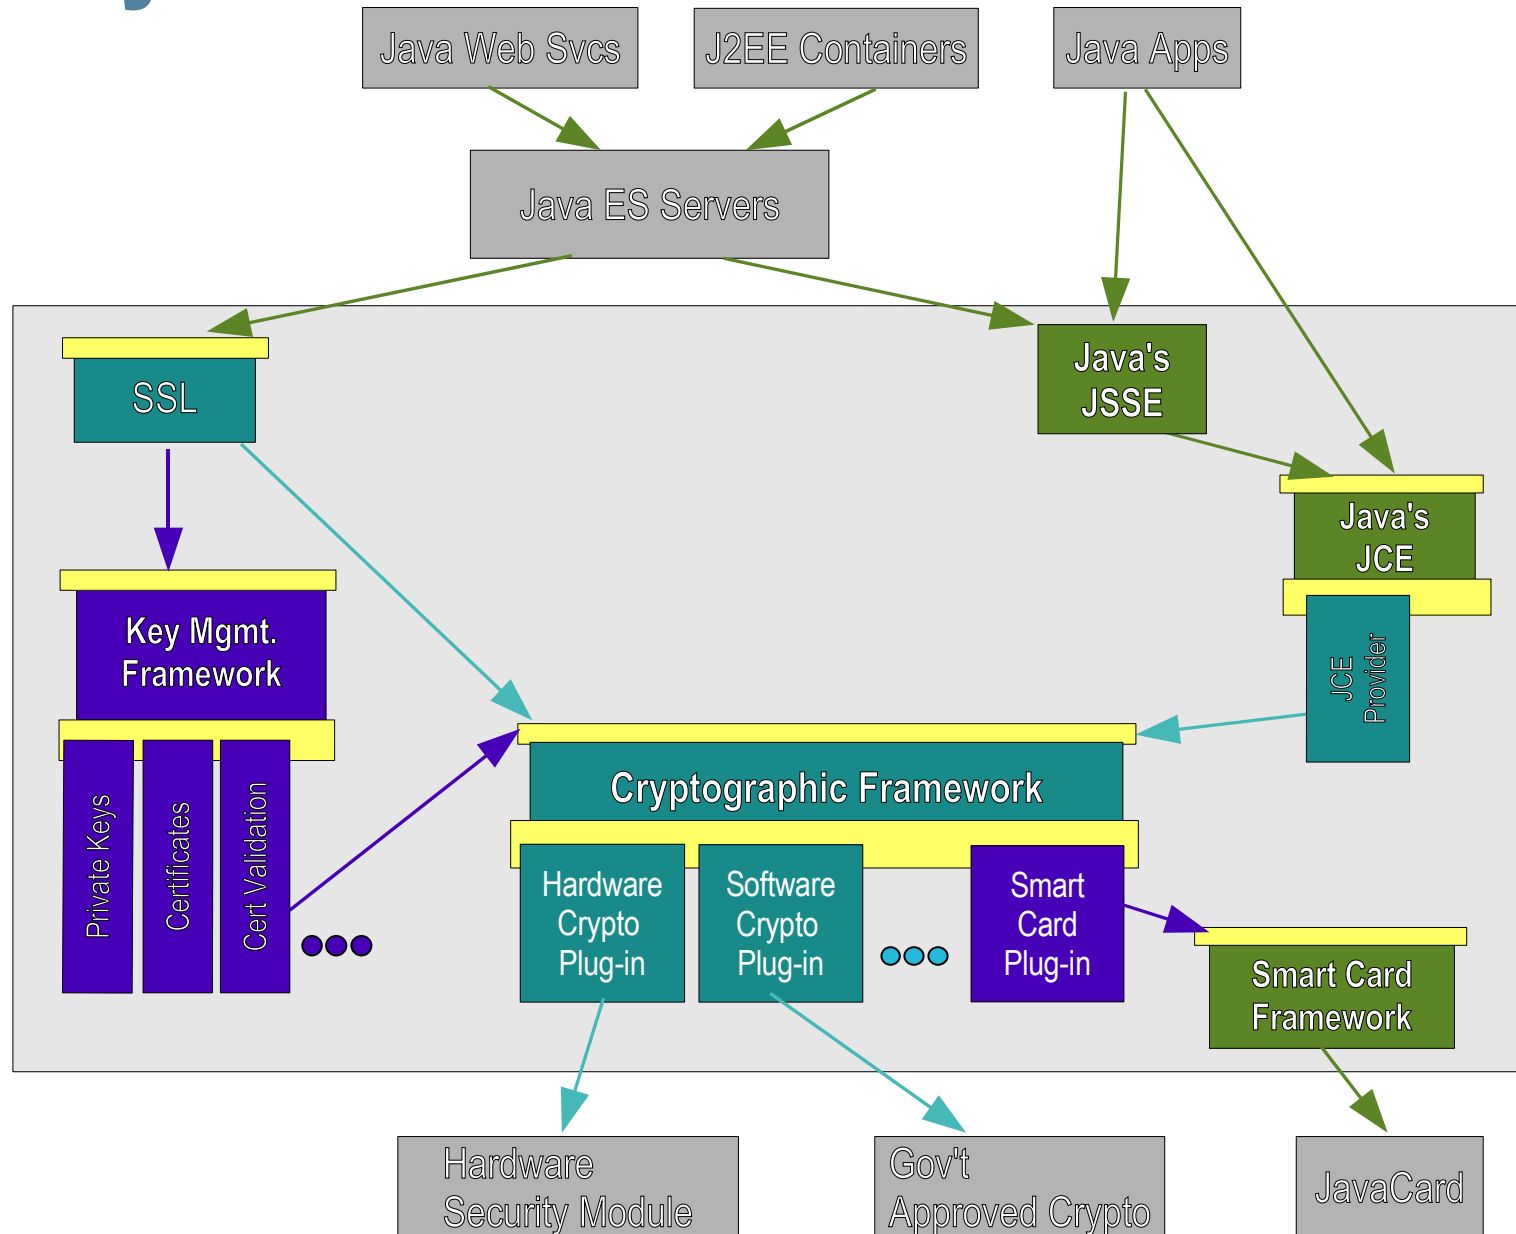 Java Web Svcs
J2EE Containers
Java Apps
Java ES Servers
SSL
Java's
JSSE
Java's
JCE
JCE
Provider
Key Mgmt.
Framework
Private Keys
Certificates
Cert Validation
Cryptographic Framework
Hardware
Crypto
Plug-in
Software
Crypto
Plug-in
Smart
Card
Plug-in
Smart Card
Framework
Hardware
Security Module
Gov't
Approved Crypto
JavaCard